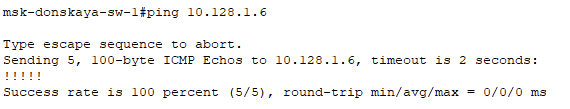 msk-donskaya-sw-1#ping 10.128.1.6
Type escape sequence to abort.
Sending 5, 100-byte ICMP Echos to 10.128.1.6, timeout is 2 seconds:
!!!!!
Success rate is 100 percent (5/5), round-trip min/avg/max = 0/0/0 ms